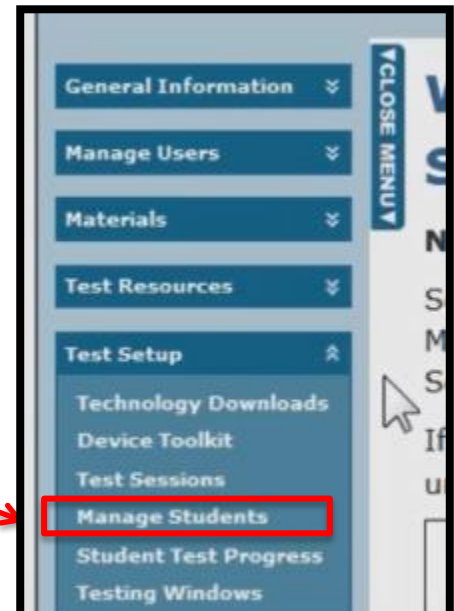 General Information
Manage Users
Materials
Test Resources
Test Setup
Technology Downloads
Device Toolkit
Test Sessions
Manage Students
Student Test Progress
Testing Windows
CLOSE MENU
N
S
M
S
If